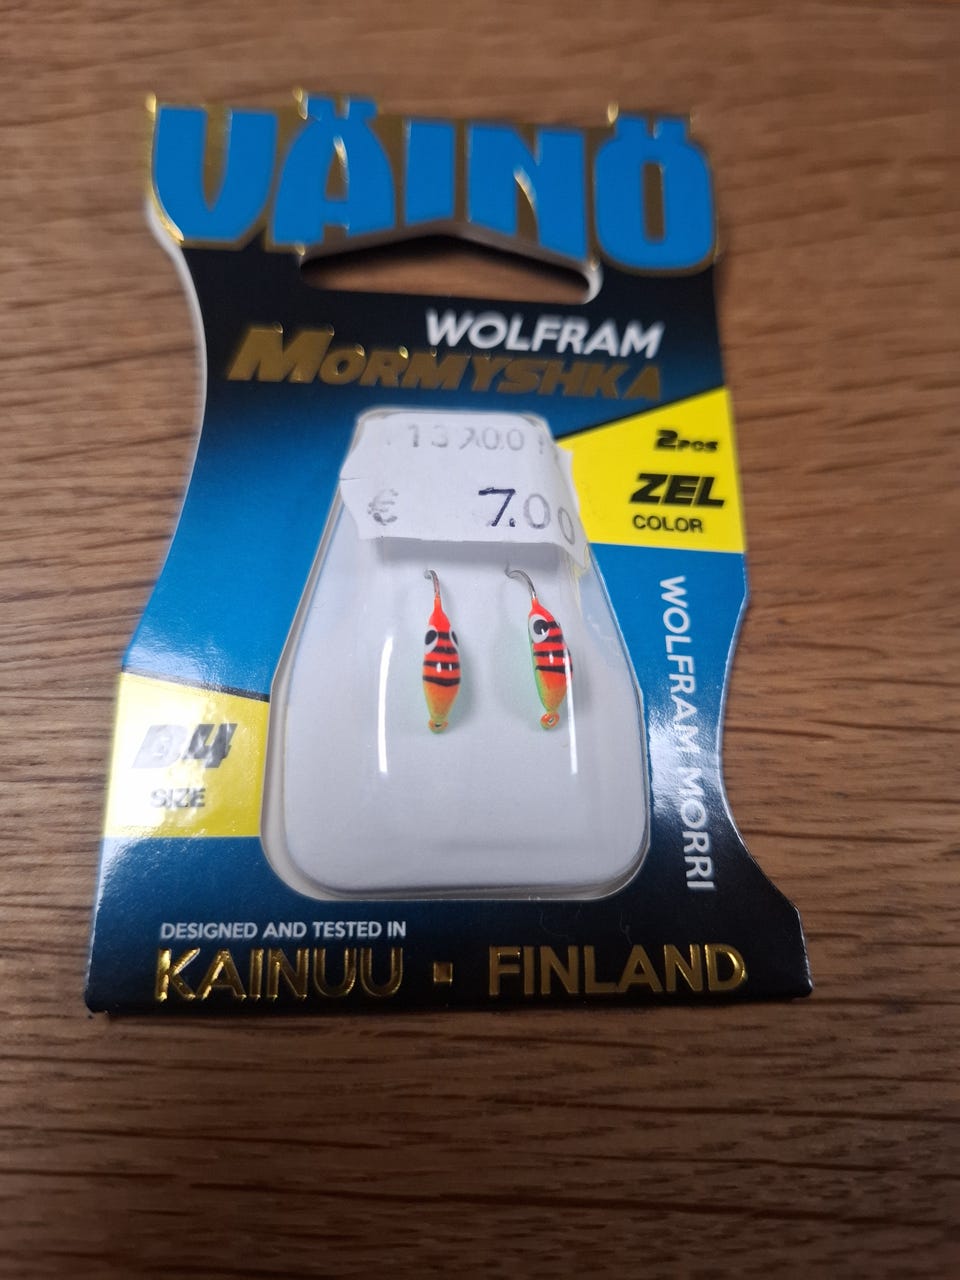 VÄINÖ
WOLFRAM
MORMYSHKA
2PCS
ZEL
COLOR
€ 7.00
WOLFRAM MORRI
SIZE
DESIGNED AND TESTED IN
KAINUU ▪ FINLAND